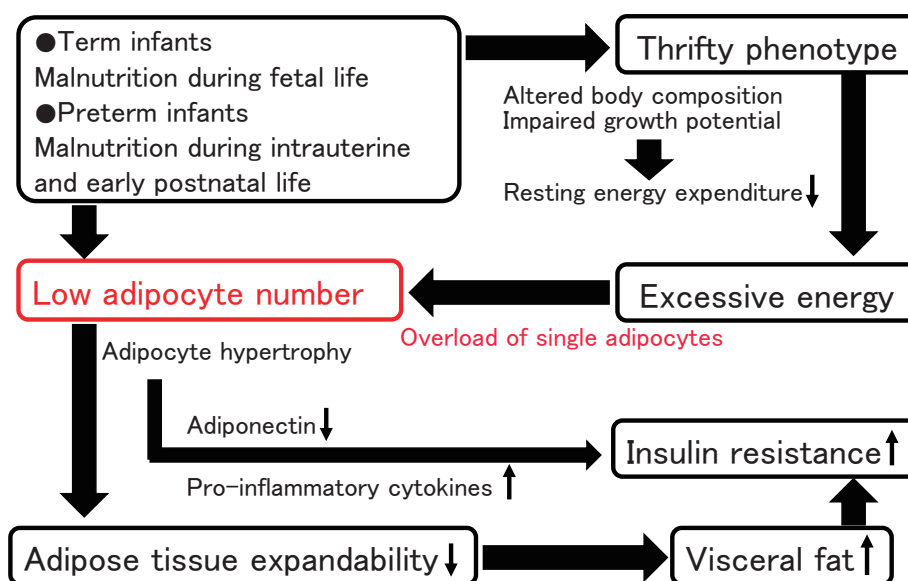 ●Term infants
Malnutrition during fetal life
●Preterm infants
Malnutrition during intrauterine
and early postnatal life
Thrifty phenotype
Altered body composition
Impaired growth potential
Resting energy expenditure↓
Low adipocyte number
Excessive energy
Overload of single adipocytes
Adipocyte hypertrophy
Adiponectin↓
Pro-inflammatory cytokines↑
Insulin resistance↑
Adipose tissue expandability↓
Visceral fat↑